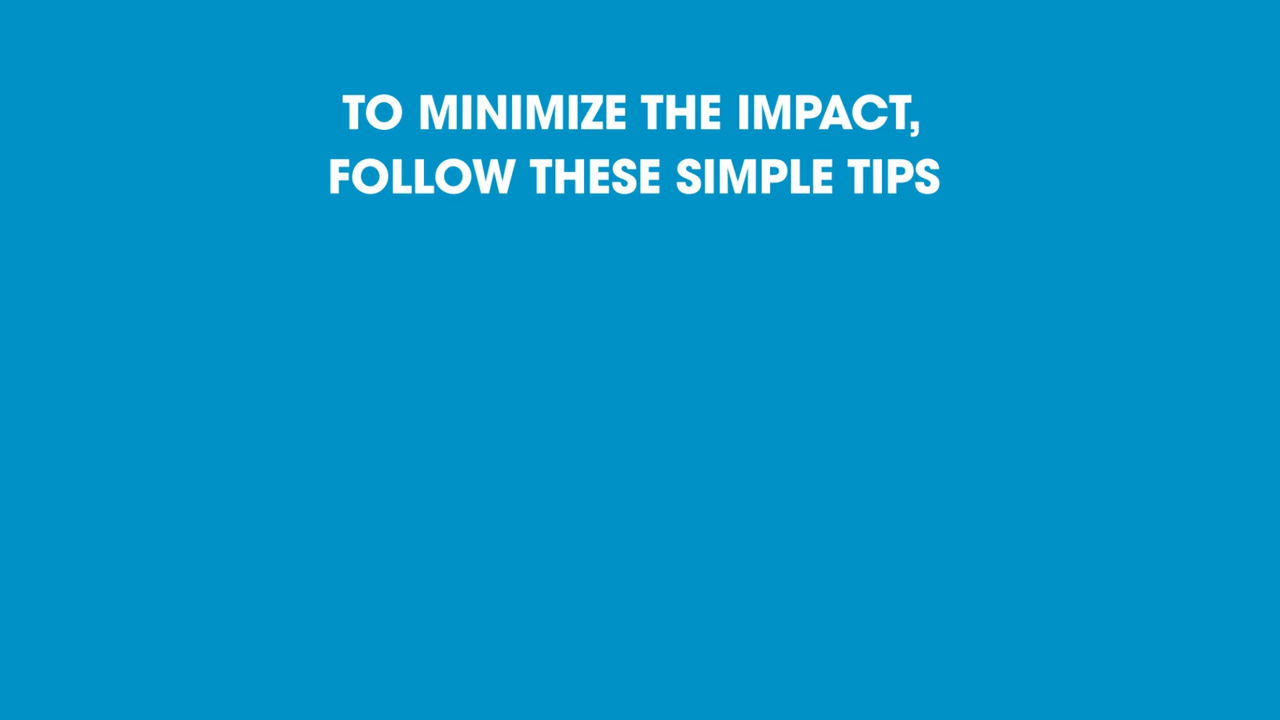 TO MINIMIZE THE IMPACT,
FOLLOW THESE SIMPLE TIPS